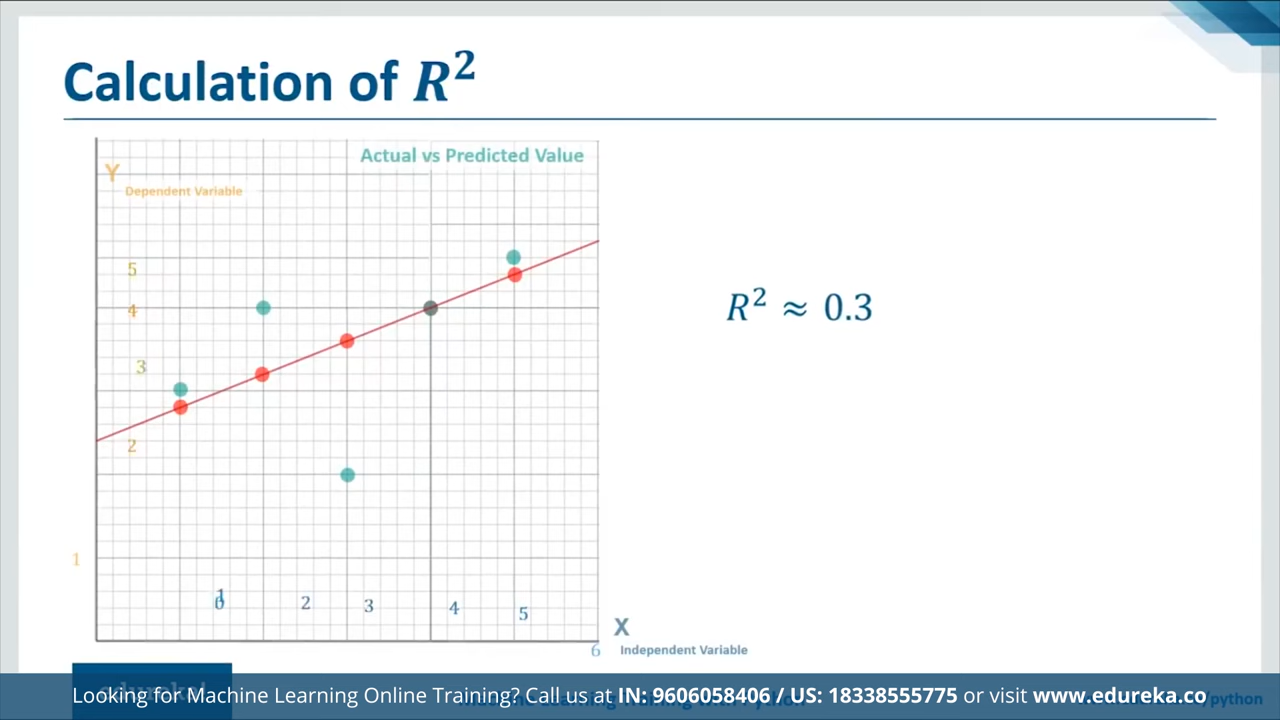 Calculation of R²
Actual vs Predicted Value
Y
Dependent Variable
5
4
3
2
1
R² ≈ 0.3
0
1
2
3
4
5
6
X
Independent Variable
Looking for Machine Learning Online Training? Call us at IN: 9606058406 / US: 18338555775 or visit www.edureka.co